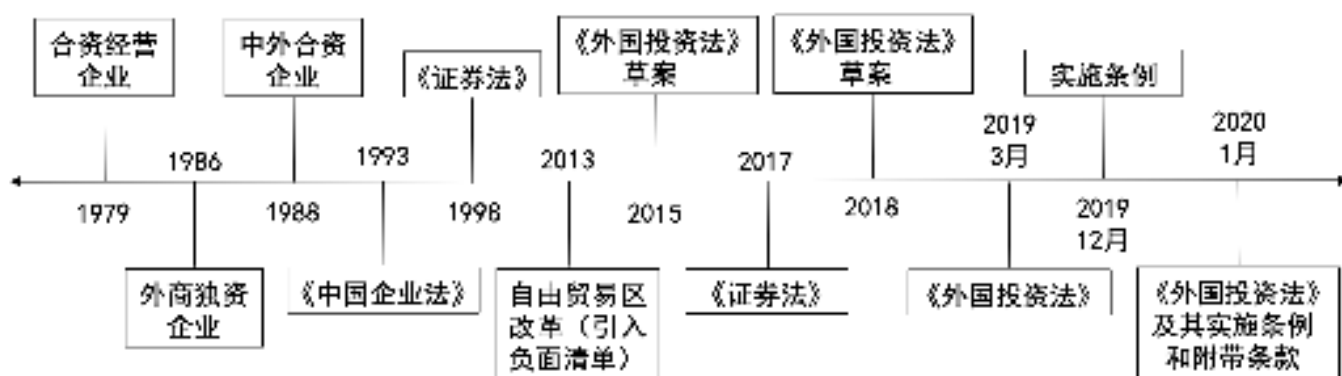 合资经营
企业
中外合资
企业
《证券法》
《外国投资法》
草案
《外国投资法》
草案
实施条例
1986
1993
2013
2017
2019
3月
2020
1月
1979
1988
1998
2015
2018
2019
12月
外商独资
企业
《中国企业法》
自由贸易区
改革（引入
负面清单）
《证券法》
《外国投资法》
《外国投资法》
及其实施条例
和附带条款